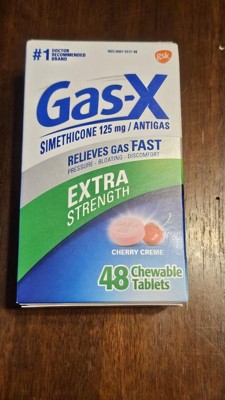 #1 DOCTOR
RECOMMENDED
BRAND
gsk
Gas-X
SIMETHICONE 125 mg / ANTIGAS
RELIEVES GAS FAST
PRESSURE - BLOATING - DISCOMFORT
EXTRA
STRENGTH
CHERRY CREME
48 Chewable
Tablets